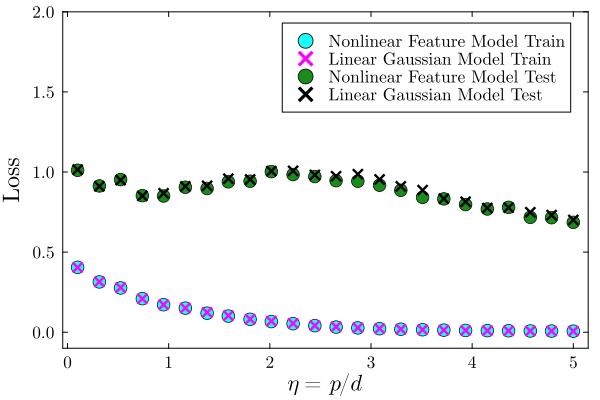 2.0
1.5
1.0
0.5
0.0
Loss
Nonlinear Feature Model Train
Linear Gaussian Model Train
Nonlinear Feature Model Test
Linear Gaussian Model Test
0 1 2 3 4 5
η = p/d